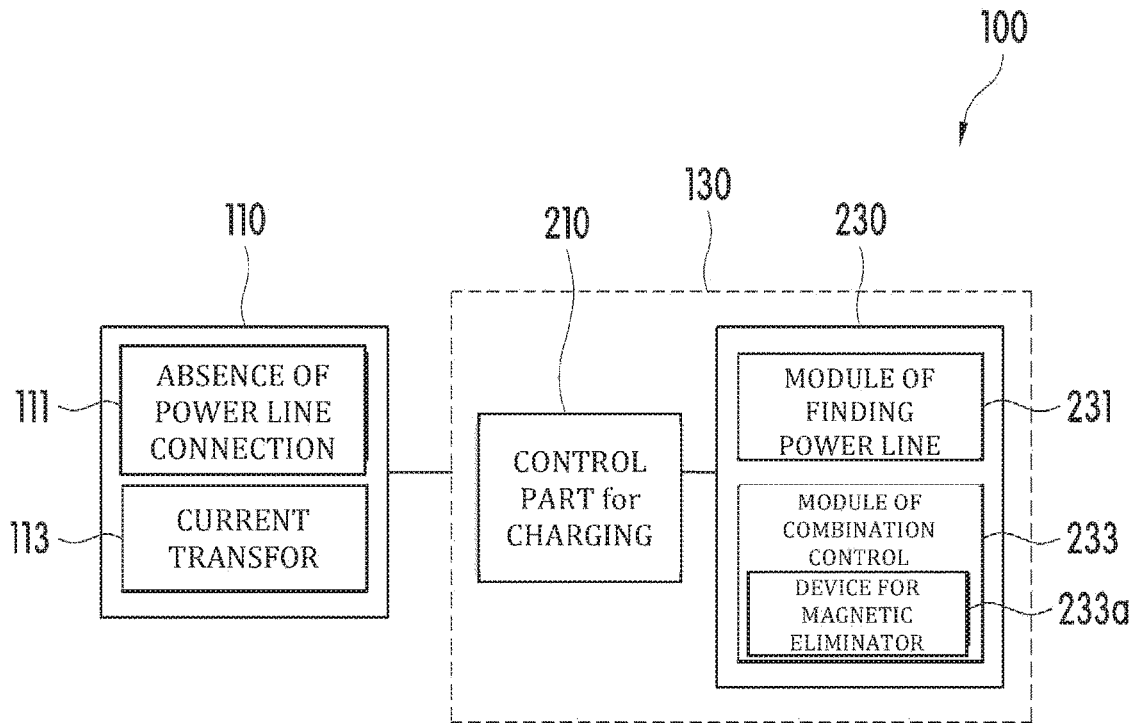 100
130
110
210
230
111
ABSENCE OF
POWER LINE
CONNECTION
113
CURRENT
TRANSFOR
CONTROL
PART for
CHARGING
MODULE OF
FINDING
POWER LINE
231
MODULE OF
COMBINATION
CONTROL
233
DEVICE FOR
MAGNETIC
ELIMINATOR
233a